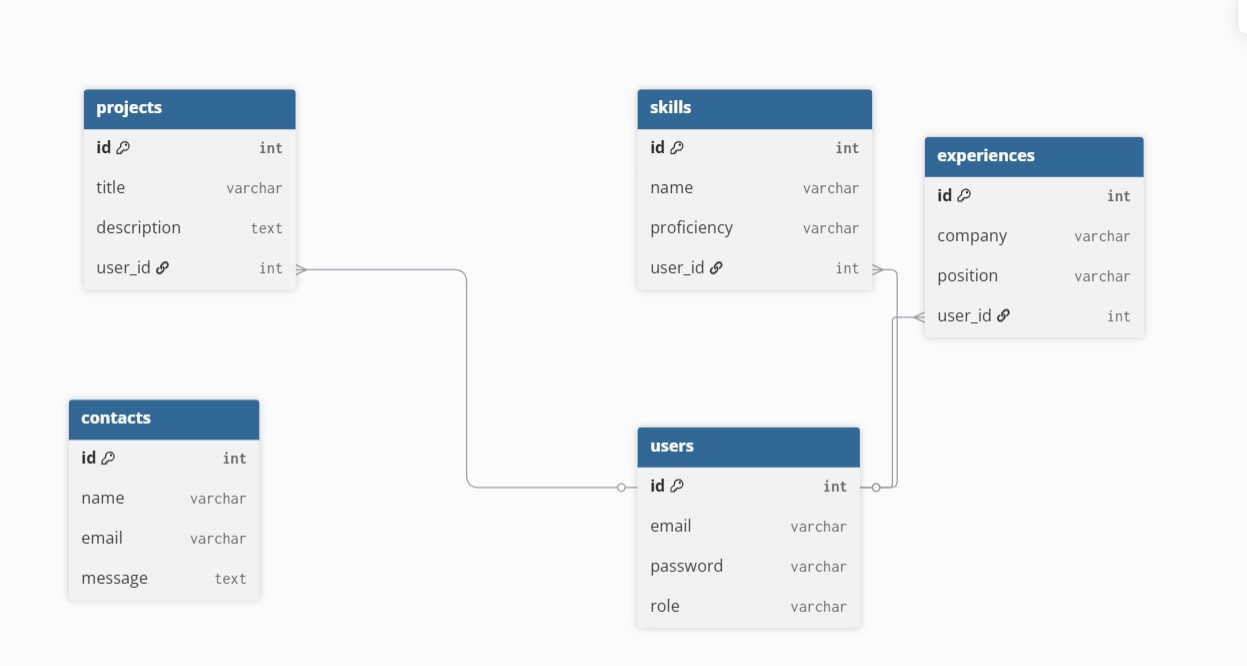 projects
id int
title varchar
description text
user_id int
skills
id int
name varchar
proficiency varchar
user_id int
experiences
id int
company varchar
position varchar
user_id int
contacts
id int
name varchar
email varchar
message text
users
id int
email varchar
password varchar
role varchar